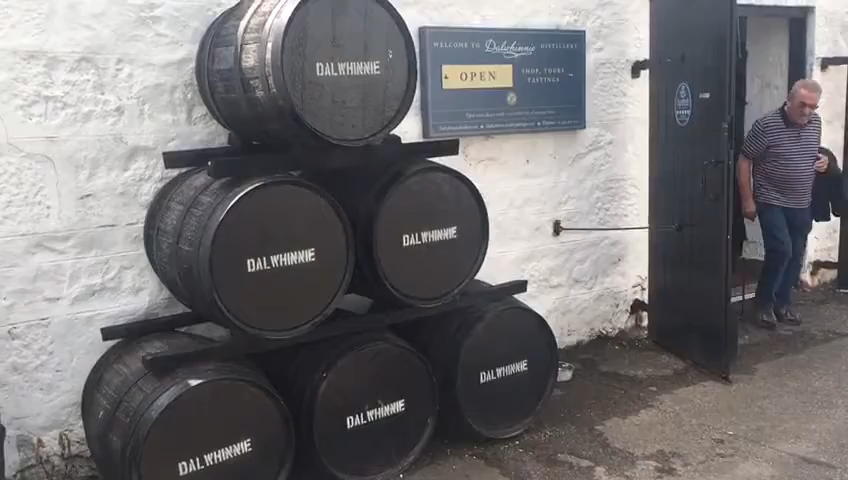 DALWHINNIE
WELCOME TO Dalwhinnie DISTILLERY
OPEN
SHOP, TOURS
TASTINGS
DALWHINNIE
DALWHINNIE
DALWHINNIE
DALWHINNIE
DALWHINNIE